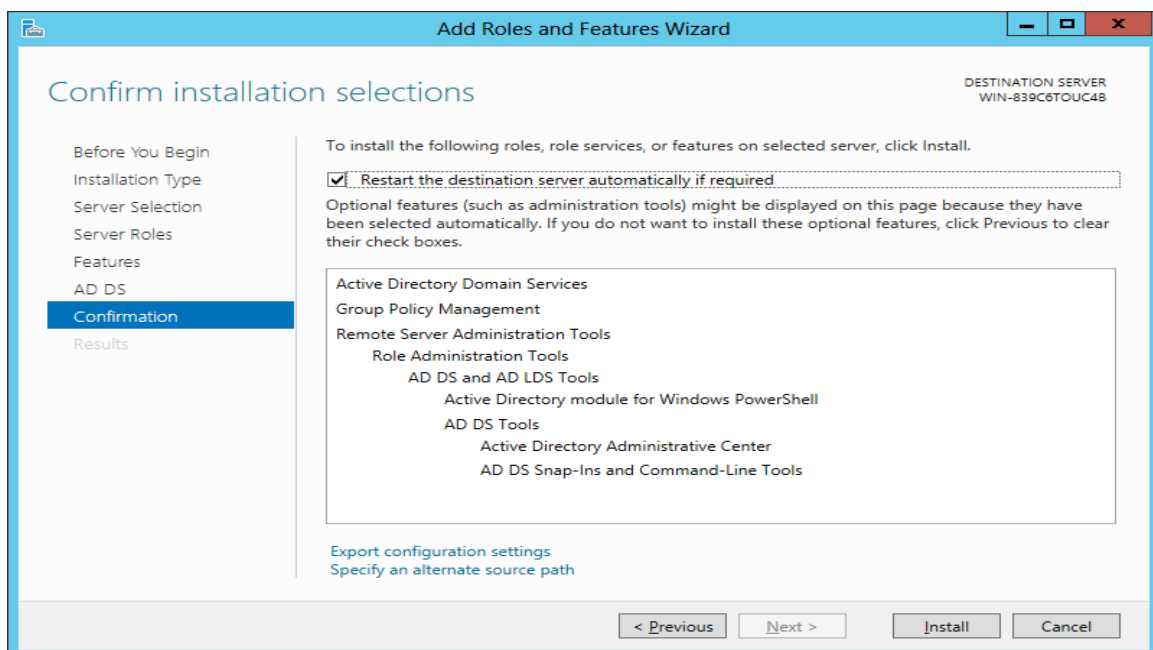 Add Roles and Features Wizard
Confirm installation selections
DESTINATION SERVER
WIN-839C6TOUC4B
Before You Begin
Installation Type
Server Selection
Server Roles
Features
AD DS
Confirmation
Results
To install the following roles, role services, or features on selected server, click Install.
Restart the destination server automatically if required
Optional features (such as administration tools) might be displayed on this page because they have
been selected automatically. If you do not want to install these optional features, click Previous to clear
their check boxes.
Active Directory Domain Services
Group Policy Management
Remote Server Administration Tools
Role Administration Tools
AD DS and AD LDS Tools
Active Directory module for Windows PowerShell
AD DS Tools
Active Directory Administrative Center
AD DS Snap-Ins and Command-Line Tools
Export configuration settings
Specify an alternate source path
< Previous
Next >
Install
Cancel